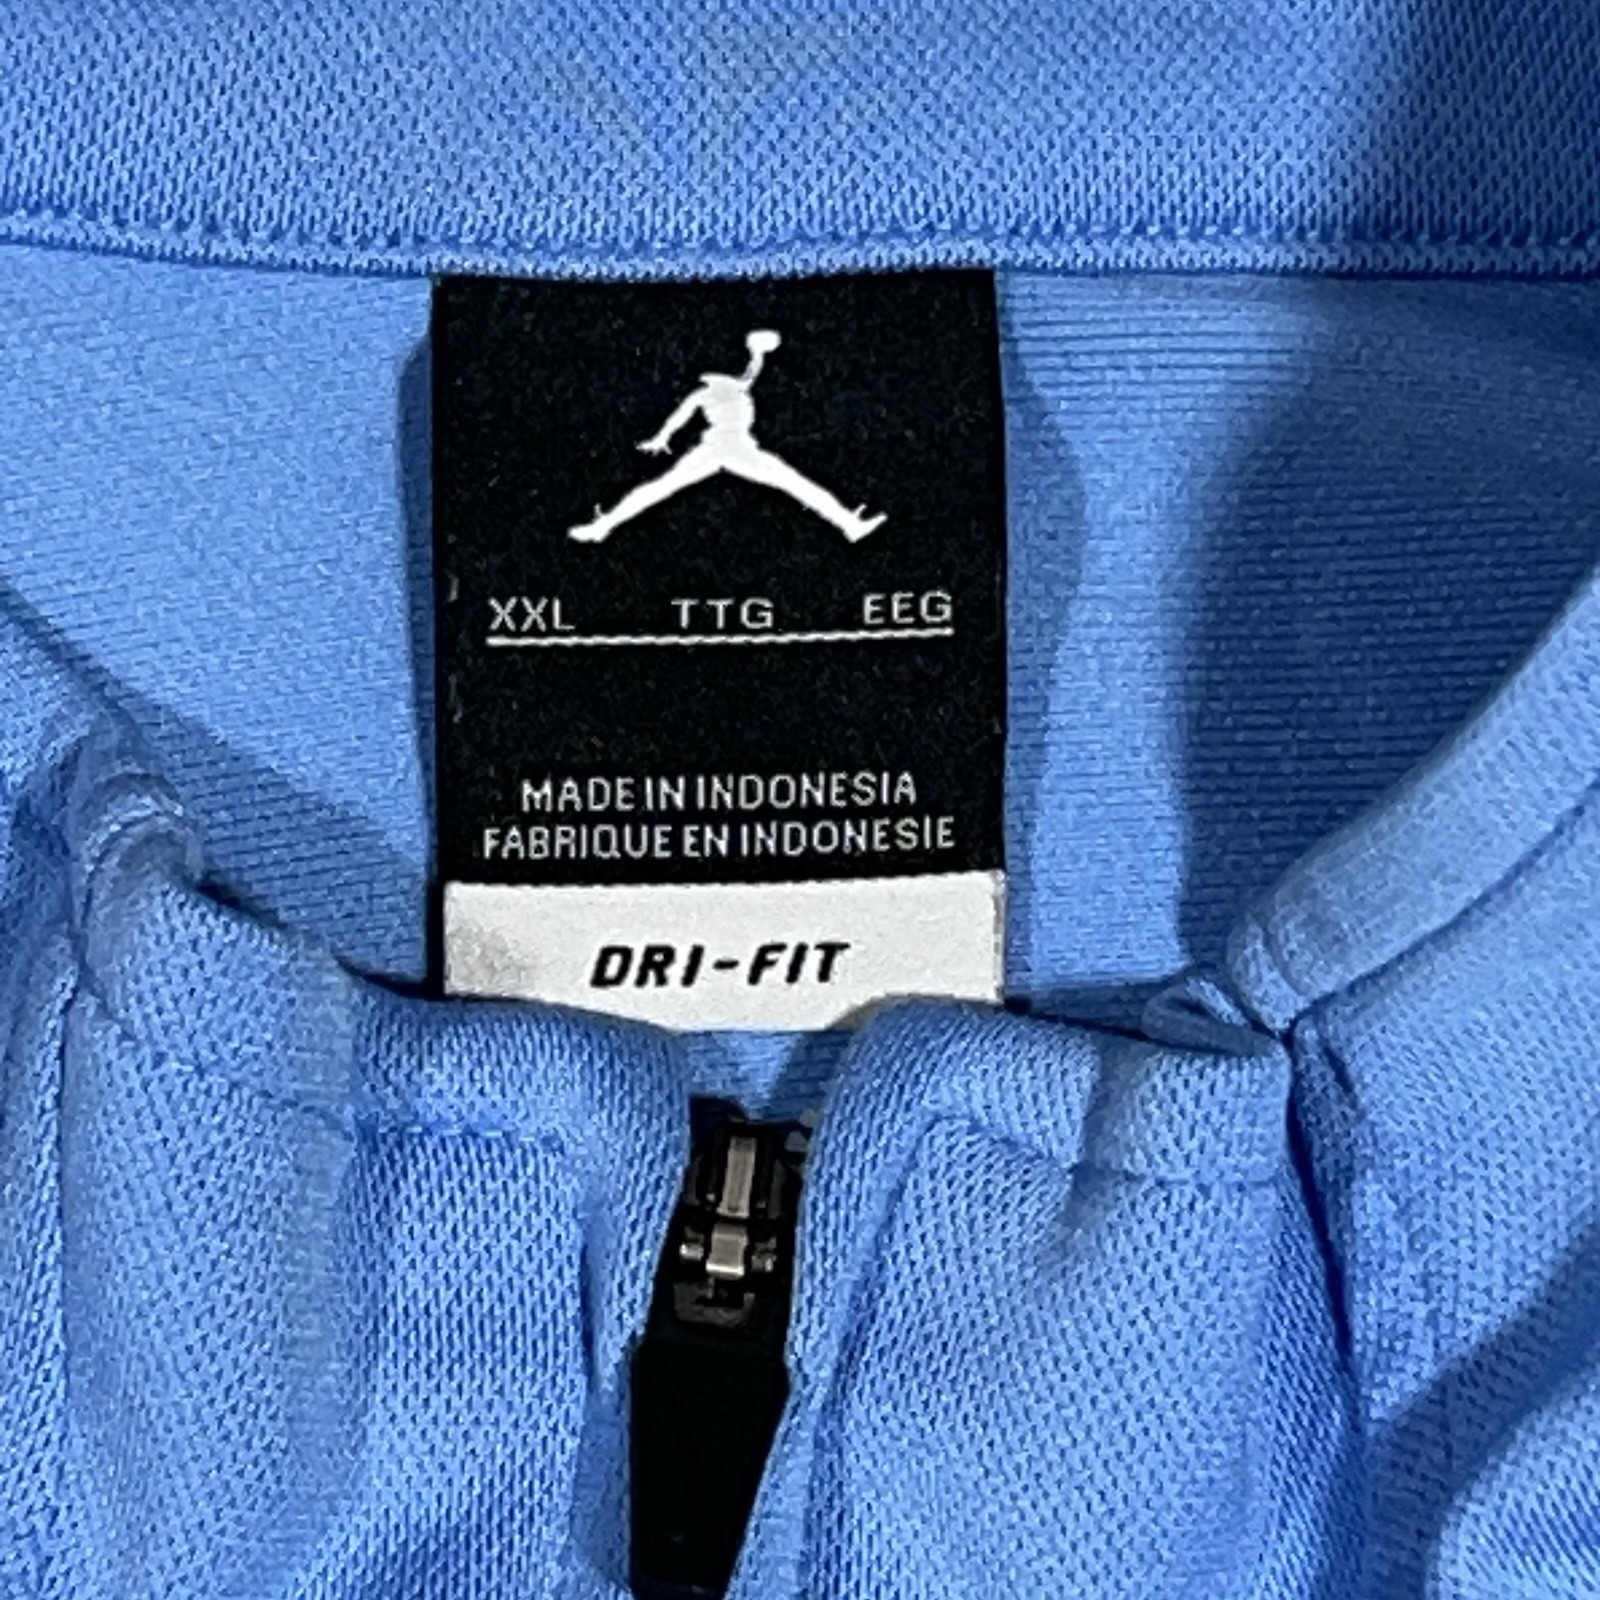 XXL TTG EEG
MADE IN INDONESIA
FABRIQUE EN INDONESIE
DRI-FIT